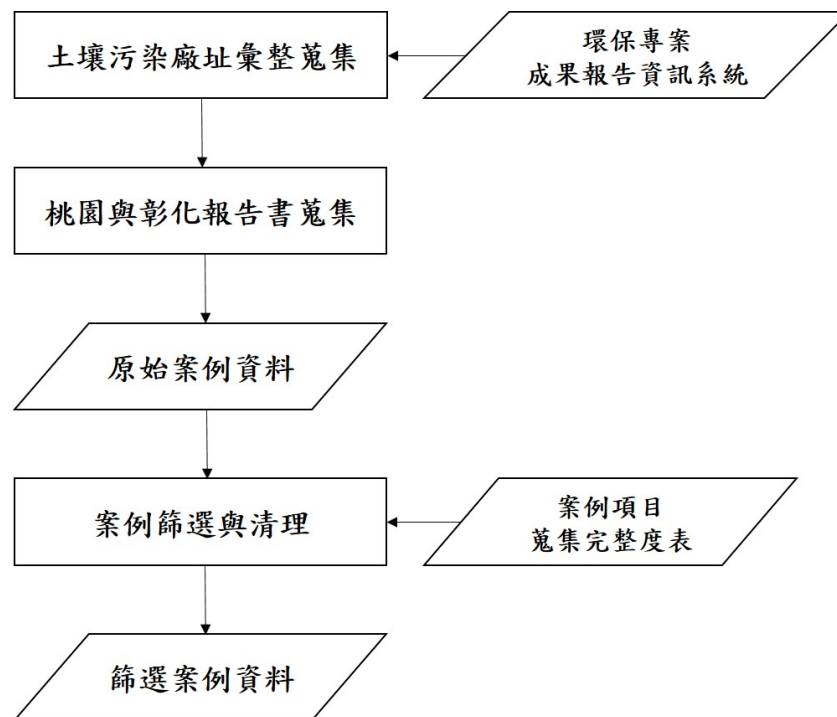 土壤污染廠址彙整蒐集
環保專案
成果報告資訊系統
桃園與彰化報告書蒐集
原始案例資料
案例篩選與清理
案例項目
蒐集完整度表
篩選案例資料